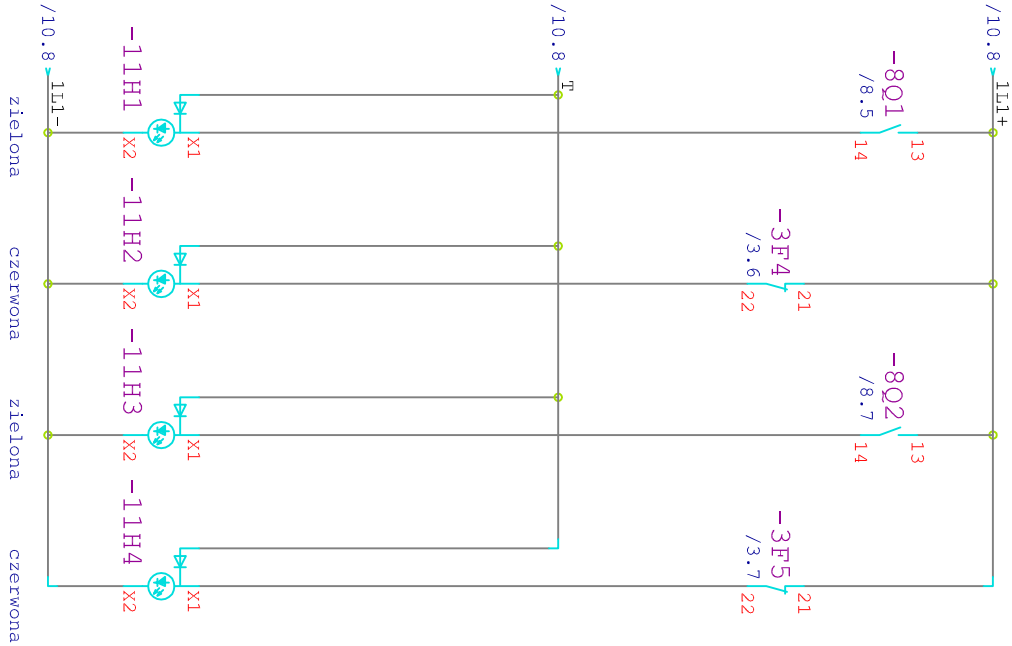 /10.8
1L1+
-8Q1
/8.5
13
14
-3F4
/3.6
21
22
-8Q2
/8.7
13
14
-3F5
/3.7
21
22
/10.8
T
-11H1
X1
X2
-11H2
X1
X2
-11H3
X1
X2
-11H4
X1
X2
/10.8
1L1-
zielona
czerwona
zielona
czerwona